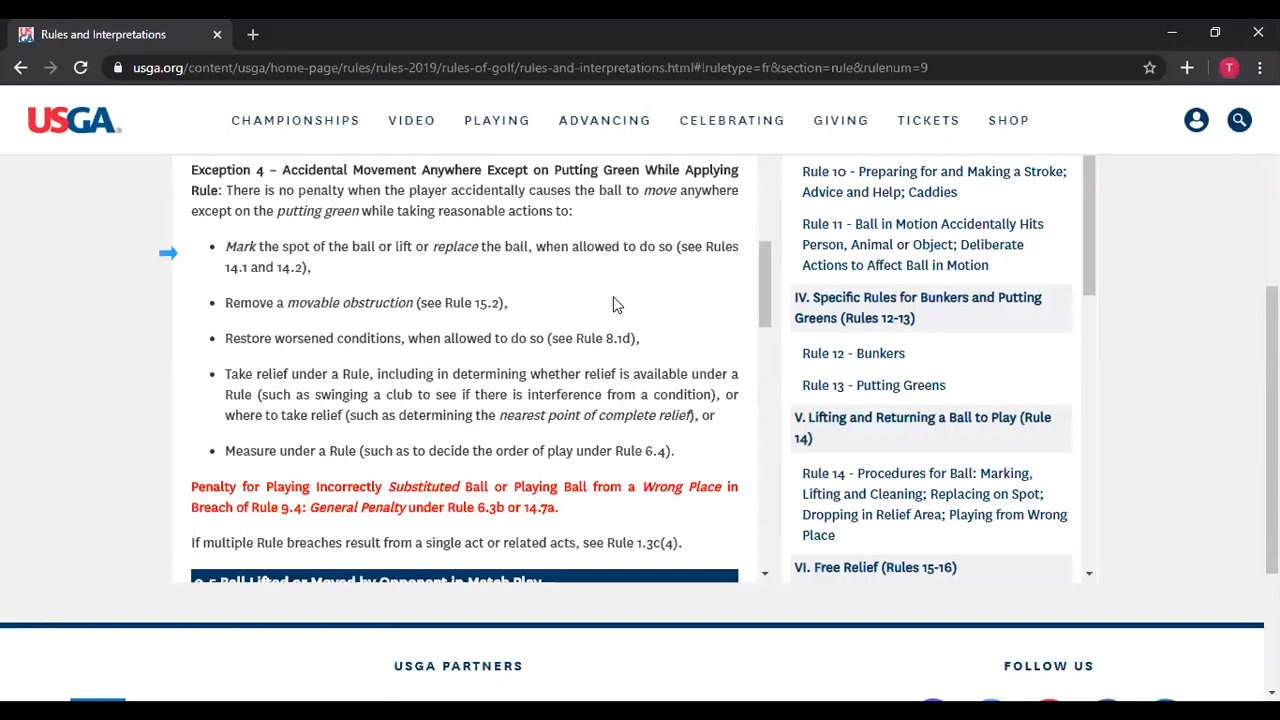 Rules and Interpretations
usga.org/content/usga/home-page/rules/rules-2019/rules-of-golf/rules-and-interpretations.html#!ruletype=fr&section=rule&rulenum=9
T
USGA
CHAMPIONSHIPS VIDEO PLAYING ADVANCING CELEBRATING GIVING TICKETS SHOP
Exception 4 – Accidental Movement Anywhere Except on Putting Green While Applying
Rule: There is no penalty when the player accidentally causes the ball to move anywhere
except on the putting green while taking reasonable actions to:
• Mark the spot of the ball or lift or replace the ball, when allowed to do so (see Rules
14.1 and 14.2),
• Remove a movable obstruction (see Rule 15.2),
• Restore worsened conditions, when allowed to do so (see Rule 8.1d),
• Take relief under a Rule, including in determining whether relief is available under a
Rule (such as swinging a club to see if there is interference from a condition), or
where to take relief (such as determining the nearest point of complete relief), or
• Measure under a Rule (such as to decide the order of play under Rule 6.4).
Penalty for Playing Incorrectly Substituted Ball or Playing Ball from a Wrong Place in
Breach of Rule 9.4: General Penalty under Rule 6.3b or 14.7a.
If multiple Rule breaches result from a single act or related acts, see Rule 1.3c(4).
9.5 Ball Lifted or Moved by Opponent in Match Play
Rule 10 - Preparing for and Making a Stroke;
Advice and Help; Caddies
Rule 11 - Ball in Motion Accidentally Hits
Person, Animal or Object; Deliberate
Actions to Affect Ball in Motion
IV. Specific Rules for Bunkers and Putting
Greens (Rules 12-13)
Rule 12 - Bunkers
Rule 13 - Putting Greens
V. Lifting and Returning a Ball to Play (Rule
14)
Rule 14 - Procedures for Ball: Marking,
Lifting and Cleaning; Replacing on Spot;
Dropping in Relief Area; Playing from Wrong
Place
VI. Free Relief (Rules 15-16)
USGA PARTNERS
FOLLOW US